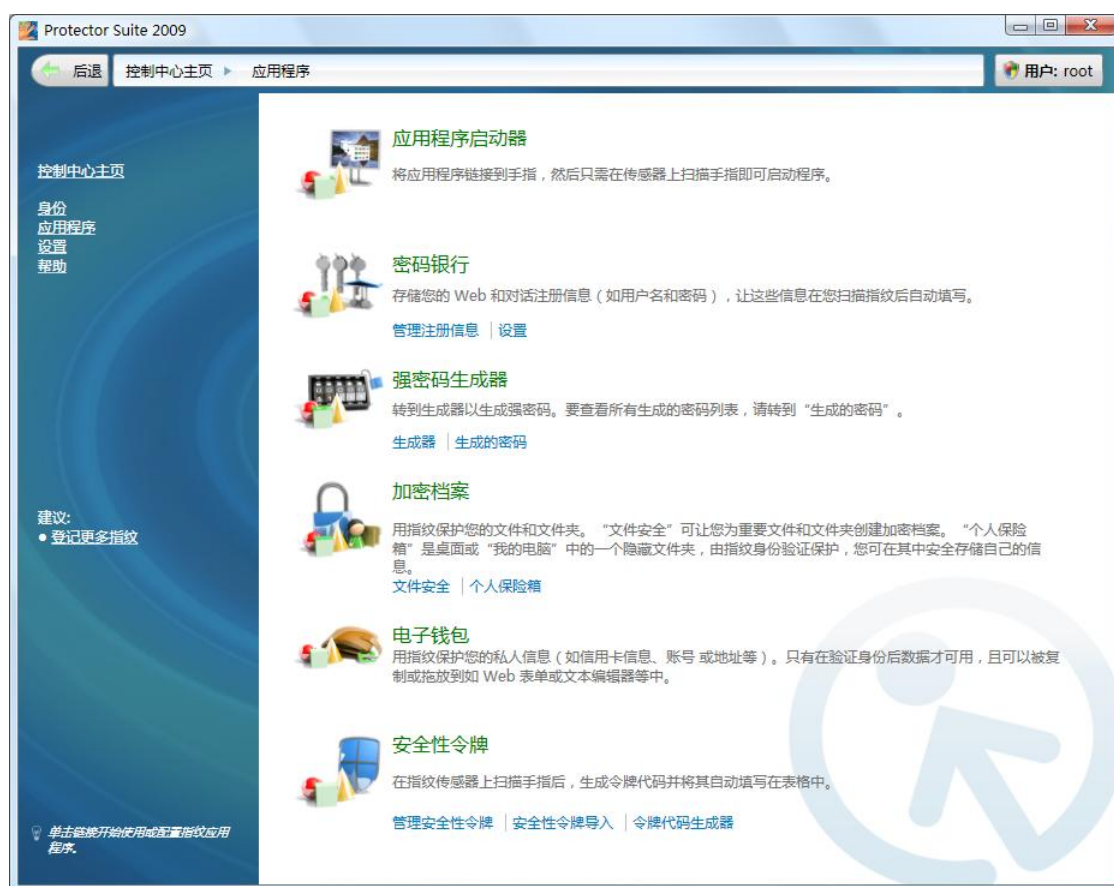 Protector Suite 2009
后退 控制中心主页 应用程序 用户: root
控制中心主页
身份
应用程序
设置
帮助
建议:
● 登记更多指纹
单击链接开始使用或配置指纹应用
程序。
应用程序启动器
将应用程序链接到手指，然后只需在传感器上扫描手指即可启动程序。
密码银行
存储您的 Web 和对话注册信息（如用户名和密码），让这些信息在您扫描指纹后自动填写。
管理注册信息 | 设置
强密码生成器
转到生成器以生成强密码。要查看所有生成的密码列表，请转到“生成的密码”。
生成器 | 生成的密码
加密档案
用指纹保护您的文件和文件夹。“文件安全”可让您为重要文件和文件夹创建加密档案。“个人保险
箱”是桌面或“我的电脑”中的一个隐藏文件夹，由指纹身份验证保护，您可在其中安全存储自己的信
息。
文件安全 | 个人保险箱
电子钱包
用指纹保护您的私人信息（如信用卡信息、账号 或地址等）。只有在验证身份后数据才可用，且可以被复
制或拖放到如 Web 表单或文本编辑器等中。
安全性令牌
在指纹传感器上扫描手指后，生成令牌代码并将其自动填写在表格中。
管理安全性令牌 | 安全性令牌导入 | 令牌代码生成器